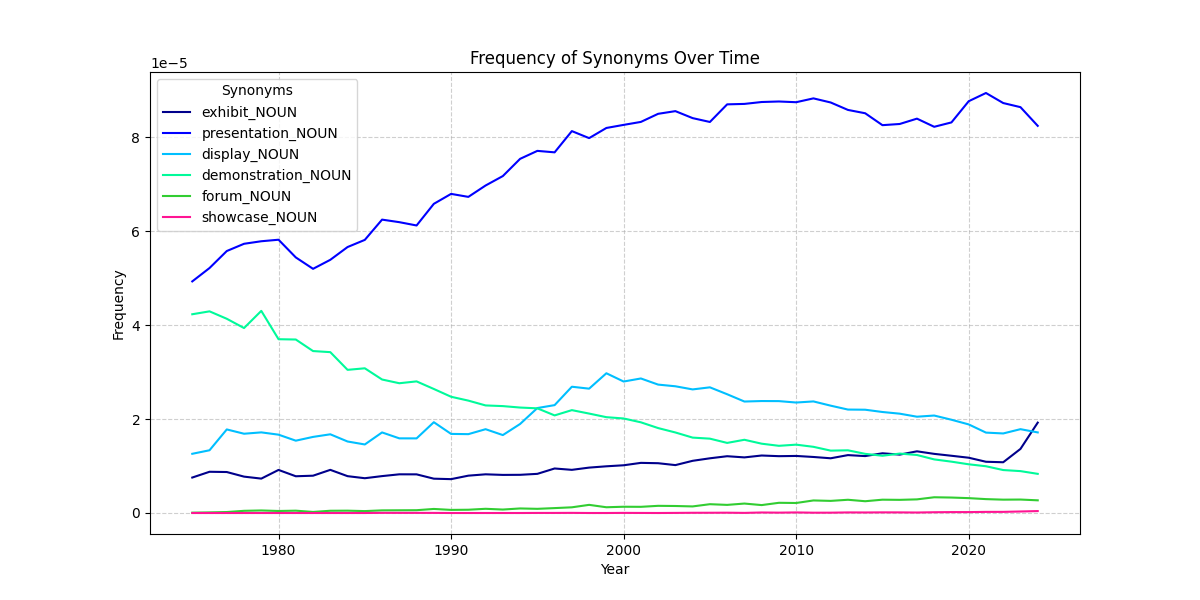 Frequency of Synonyms Over Time
1e−5
Synonyms
exhibit_NOUN
presentation_NOUN
display_NOUN
demonstration_NOUN
forum_NOUN
showcase_NOUN
8
6
4
2
0
Frequency
1980
1990
2000
2010
2020
Year